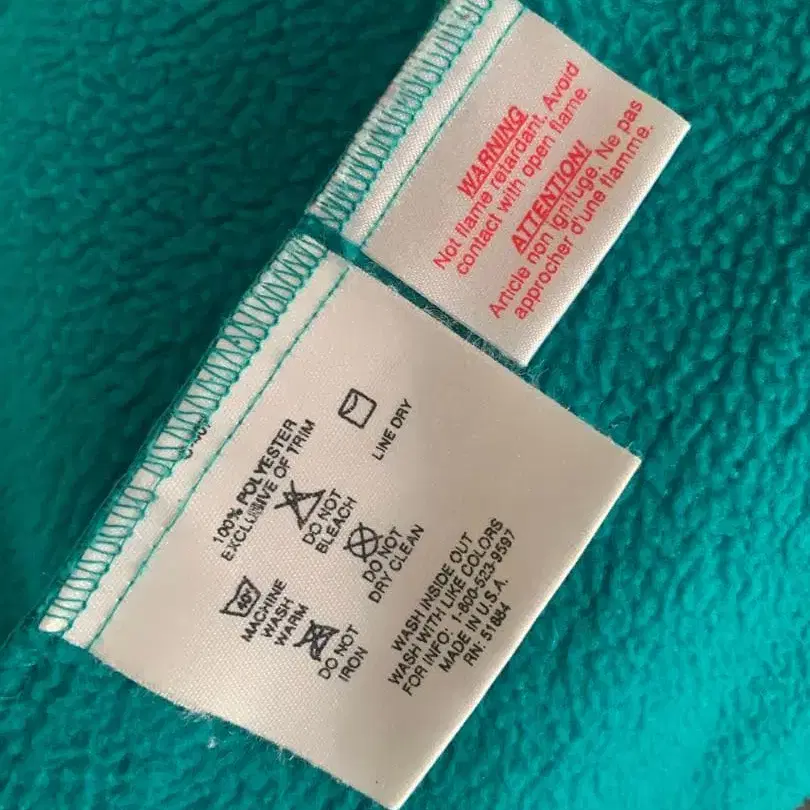 WARNING
Not flame retardant. Avoid
contact with open flame.
ATTENTION!
Article non ignifuge. Ne pas
approcher d'une flamme.
100% POLYESTER
EXCLUSIVE OF TRIM
LINE DRY
DO NOT
BLEACH
DO NOT
DRY CLEAN
40°
MACHINE
WASH
WARM
DO NOT
IRON
WASH INSIDE OUT
WASH WITH LIKE COLORS
FOR INFO: 1-800-523-9597
MADE IN U.S.A.
RN: 51884